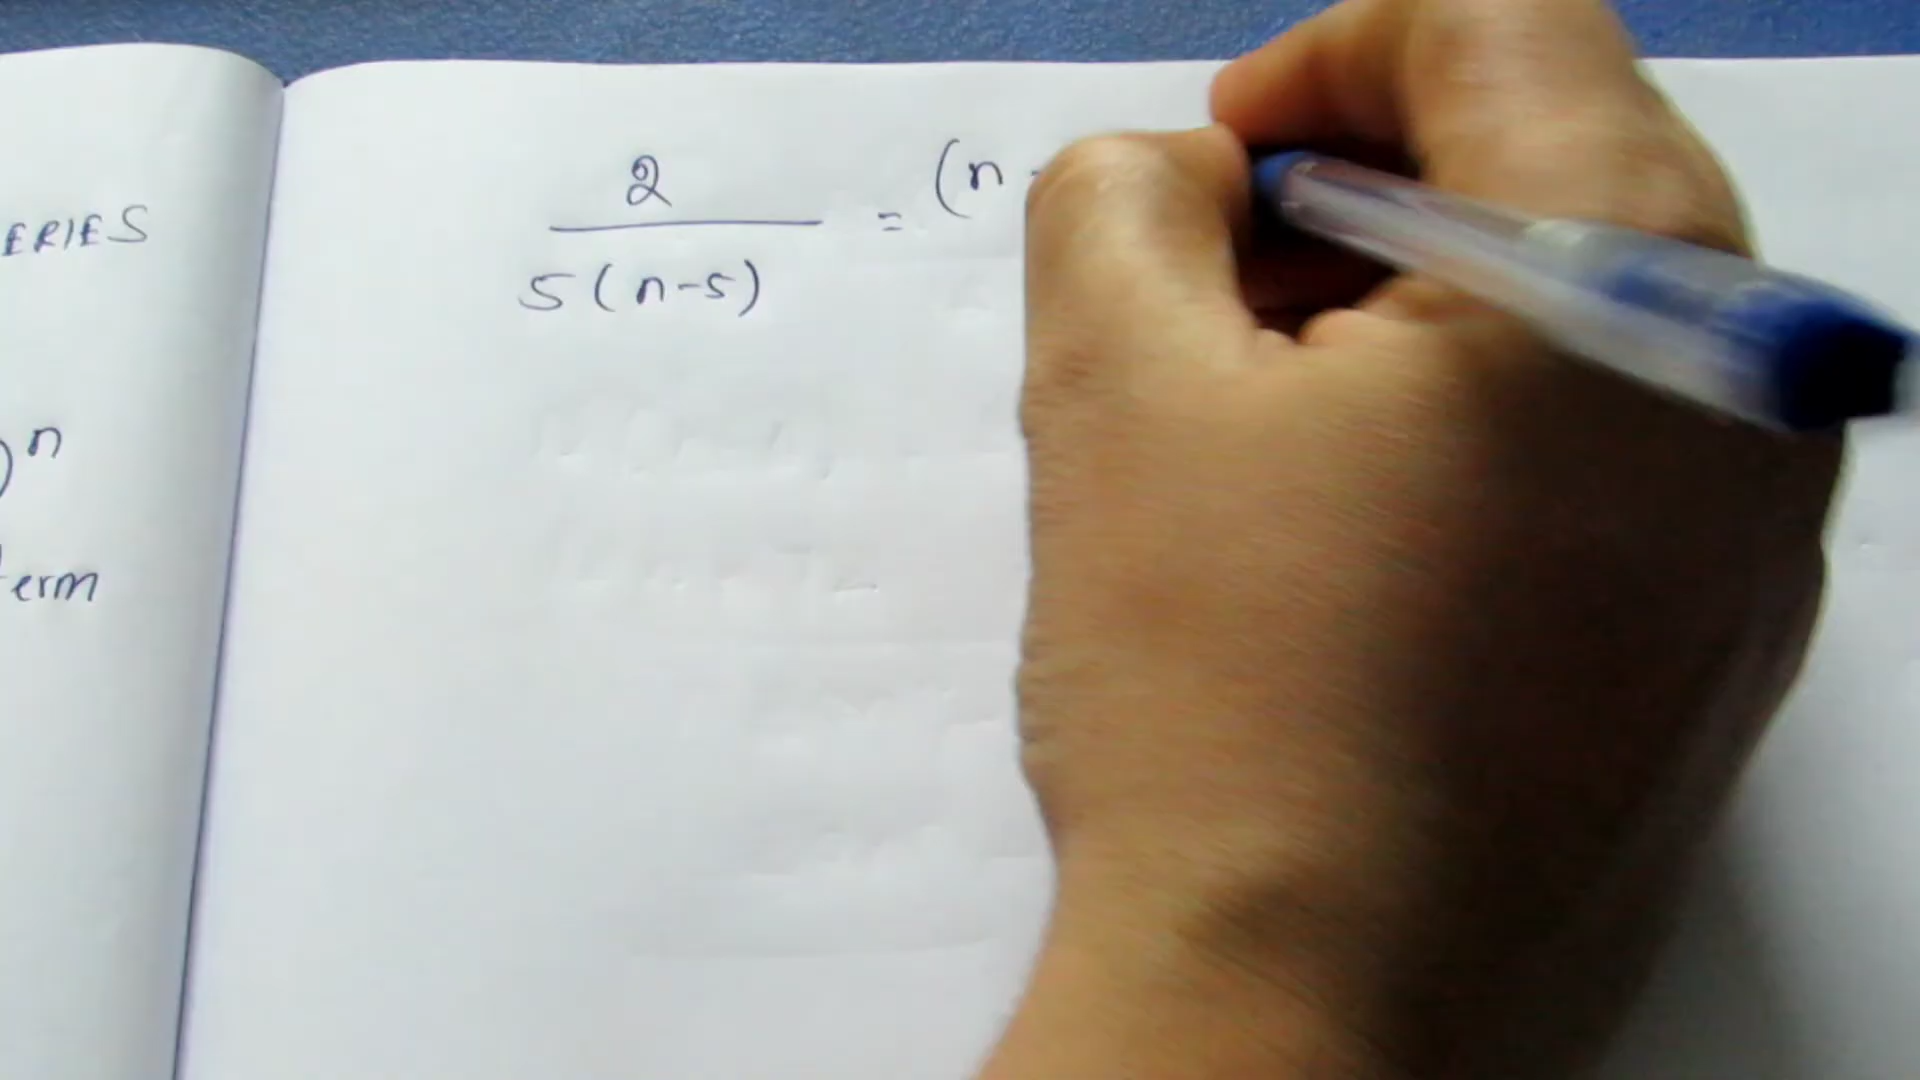 ERIES
)ⁿ
erm
2
5(n-5)
= (n -